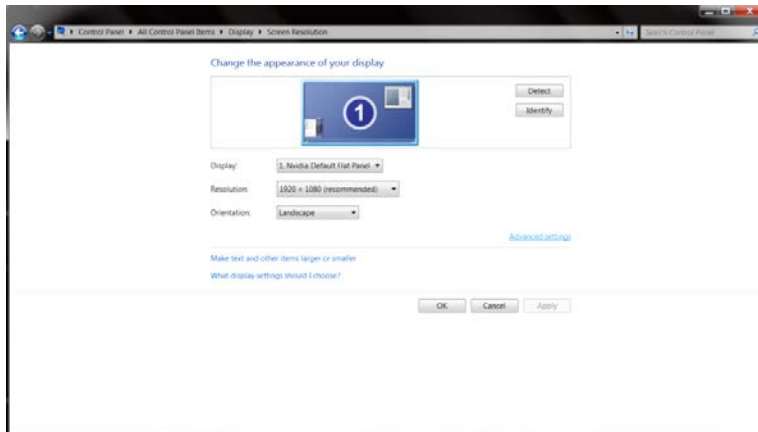 Control Panel ▸ All Control Panel Items ▸ Display ▸ Screen Resolution
Search Control Panel
Change the appearance of your display
1
Detect
Identify
Display:
1. Nvidia Default Flat Panel
Resolution:
1920 × 1080 (recommended)
Orientation:
Landscape
Advanced settings
Make text and other items larger or smaller
What display settings should I choose?
OK
Cancel
Apply